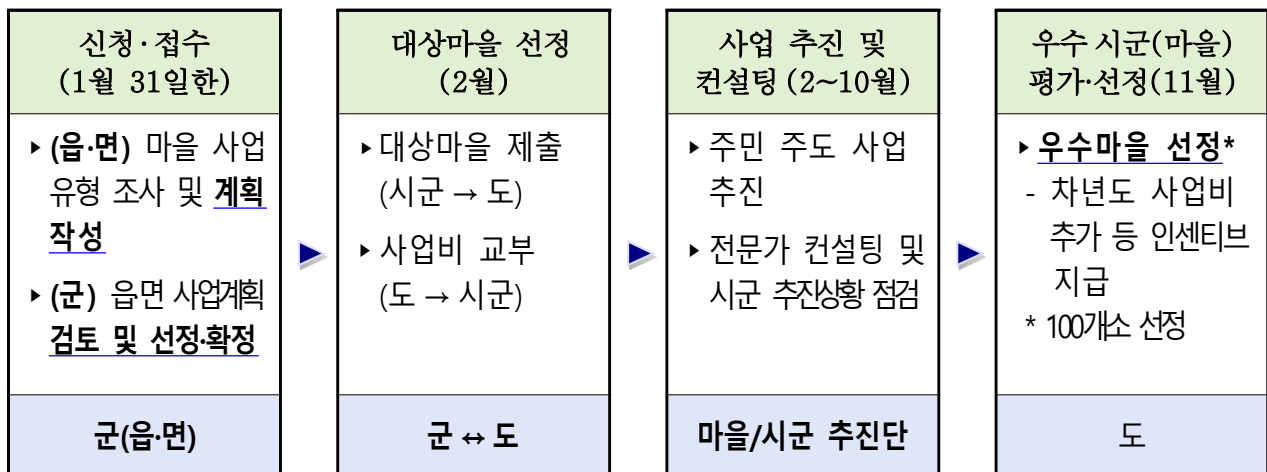 신청·접수
(1월 31일한)
▸ (읍·면) 마을 사업
유형 조사 및 계획
작성
▸ (군) 읍면 사업계획
검토 및 선정·확정
군(읍·면)
대상마을 선정
(2월)
▸ 대상마을 제출
(시군 → 도)
▸ 사업비 교부
(도 → 시군)
군 ↔ 도
사업 추진 및
컨설팅 (2~10월)
▸ 주민 주도 사업
추진
▸ 전문가 컨설팅 및
시군 추진상황 점검
마을/시군 추진단
우수 시군(마을)
평가·선정(11월)
▸ 우수마을 선정*
- 차년도 사업비
추가 등 인센티브
지급
* 100개소 선정
도